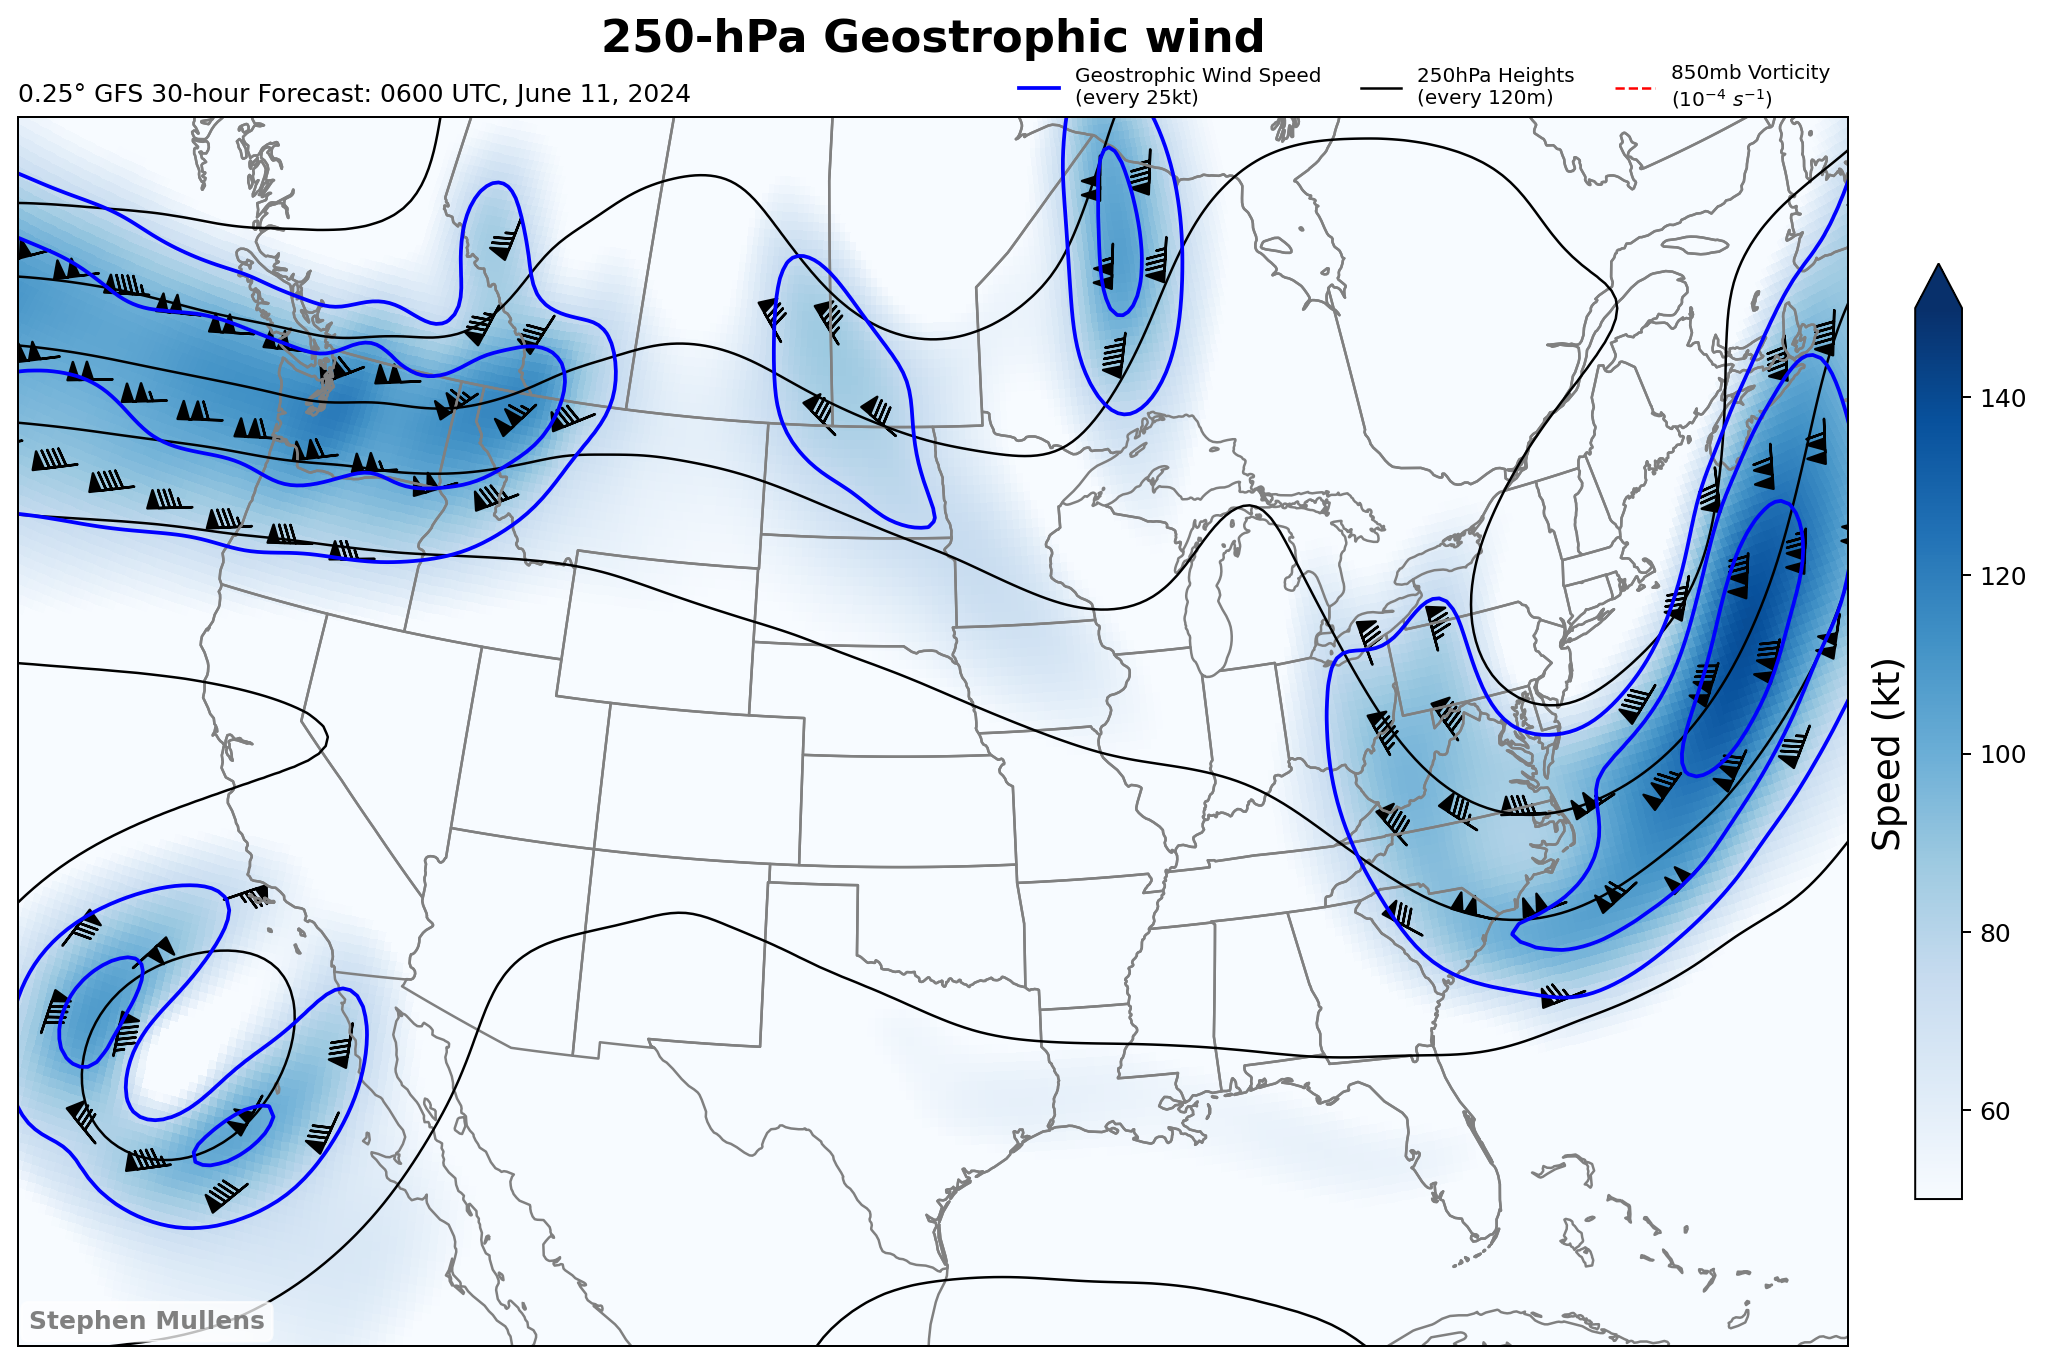 250-hPa Geostrophic wind
0.25° GFS 30-hour Forecast: 0600 UTC, June 11, 2024
Geostrophic Wind Speed
(every 25kt)
250hPa Heights
(every 120m)
850mb Vorticity
(10⁻⁴ s⁻¹)
140
120
100
80
60
Speed (kt)
Stephen Mullens